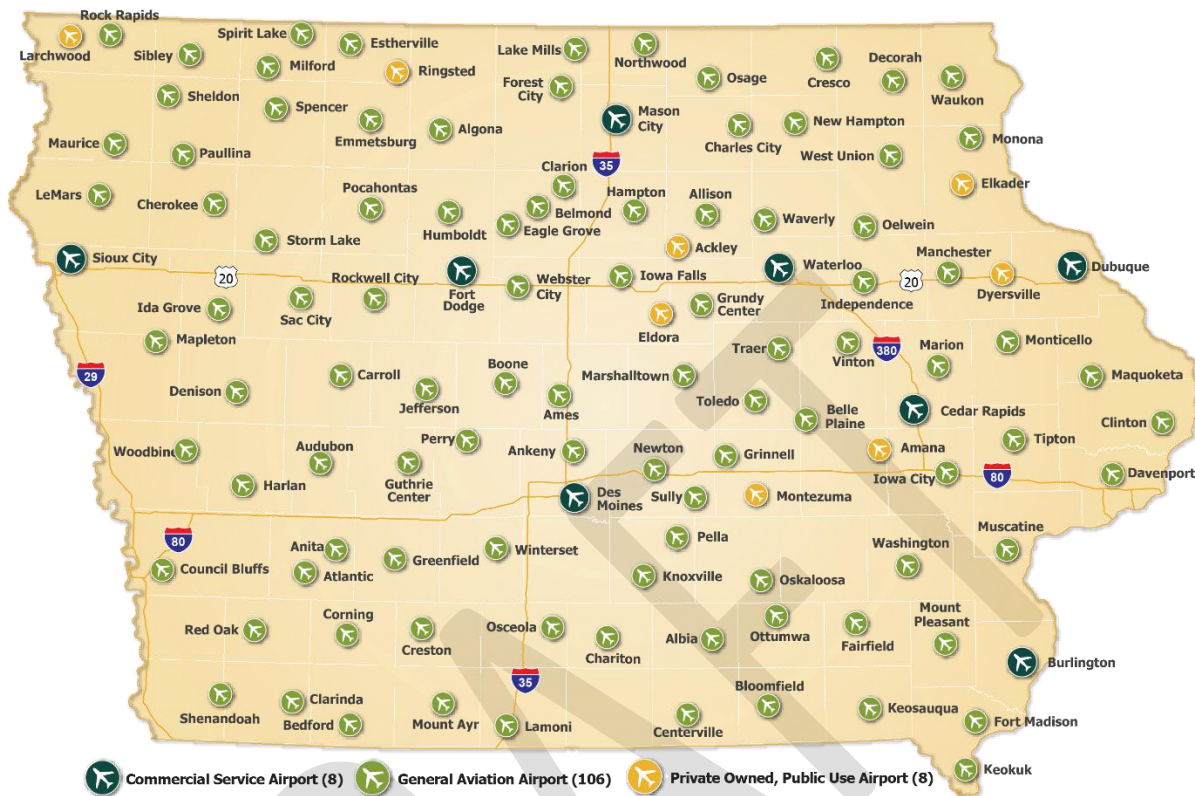 Rock Rapids
Larchwood
Sibley
Spirit Lake
Milford
Estherville
Ringsted
Lake Mills
Northwood
Forest
City
Osage
Cresco
Decorah
Waukon
Sheldon
Spencer
Emmetsburg
Algona
Mason
City
Charles City
New Hampton
West Union
Monona
Maurice
Paullina
35
Clarion
Elkader
LeMars
Cherokee
Pocahontas
Humboldt
Belmond
Eagle Grove
Hampton
Allison
Waverly
Oelwein
Storm Lake
Ackley
Sioux City
20
Rockwell City
Fort
Dodge
Webster
City
Iowa Falls
Waterloo
Manchester
Independence
20
Dyersville
Dubuque
Ida Grove
Sac City
Grundy
Center
Eldora
Mapleton
Traer
Vinton
380
Marion
Monticello
29
Denison
Carroll
Jefferson
Boone
Ames
Marshalltown
Toledo
Belle
Plaine
Cedar Rapids
Maquoketa
Clinton
Woodbine
Audubon
Perry
Ankeny
Newton
Grinnell
Amana
Tipton
Harlan
Guthrie
Center
Des
Moines
Sully
Montezuma
Iowa City
80
Davenport
80
Anita
Atlantic
Greenfield
Winterset
Pella
Washington
Muscatine
Council Bluffs
Knoxville
Oskaloosa
Red Oak
Corning
Creston
Osceola
Chariton
Albia
Ottumwa
Fairfield
Mount
Pleasant
Burlington
35
Shenandoah
Clarinda
Bedford
Mount Ayr
Lamoni
Centerville
Bloomfield
Keosauqua
Fort Madison
Keokuk
Commercial Service Airport (8)
General Aviation Airport (106)
Private Owned, Public Use Airport (8)